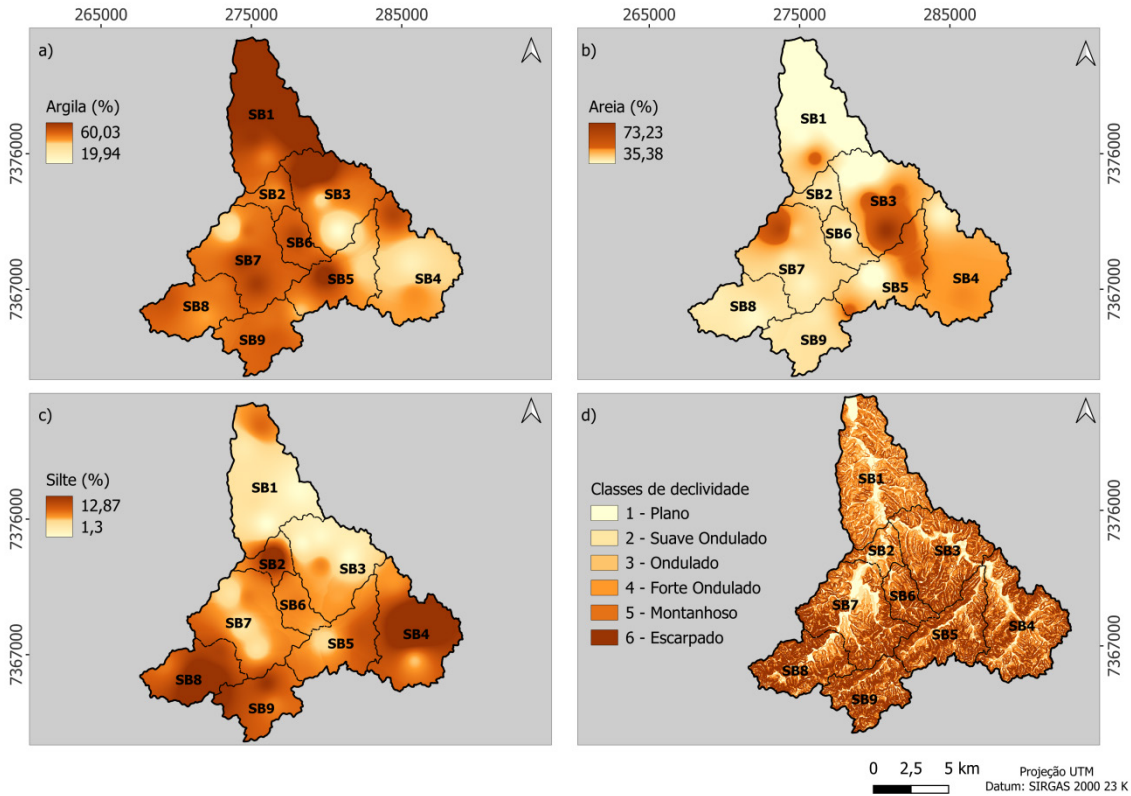 265000 275000 285000
265000 275000 285000
a)
Argila (%)
60,03
19,94
SB1
SB2
SB3
SB6
SB7
SB5
SB4
SB8
SB9
7376000
7367000
b)
Areia (%)
73,23
35,38
SB1
SB2
SB3
SB6
SB7
SB5
SB4
SB8
SB9
7376000
7367000
c)
Silte (%)
12,87
1,3
SB1
SB2
SB3
SB6
SB7
SB5
SB4
SB8
SB9
7376000
7367000
d)
Classes de declividade
1 - Plano
2 - Suave Ondulado
3 - Ondulado
4 - Forte Ondulado
5 - Montanhoso
6 - Escarpado
SB1
SB2
SB3
SB6
SB7
SB5
SB4
SB8
SB9
7376000
7367000
0 2,5 5 km
Projeção UTM
Datum: SIRGAS 2000 23 K